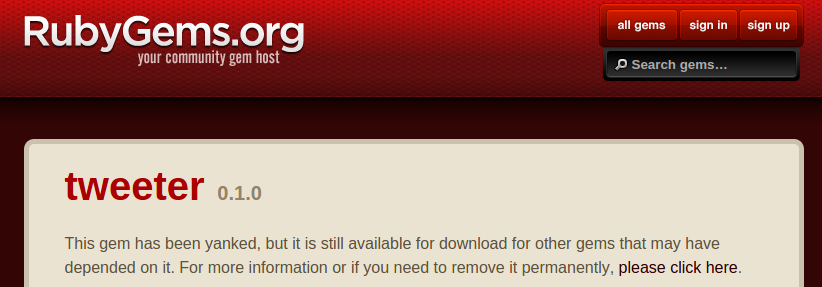 RubyGems.org
your community gem host
all gems
sign in
sign up
Search gems…
tweeter 0.1.0
This gem has been yanked, but it is still available for download for other gems that may have
depended on it. For more information or if you need to remove it permanently, please click here.